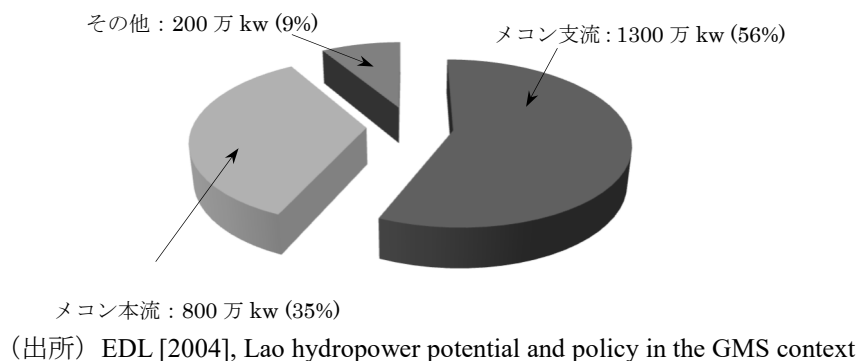 その他：200 万 kw (9%)
メコン支流 : 1300 万 kw (56%)
メコン本流：800 万 kw (35%)
（出所）EDL [2004], Lao hydropower potential and policy in the GMS context